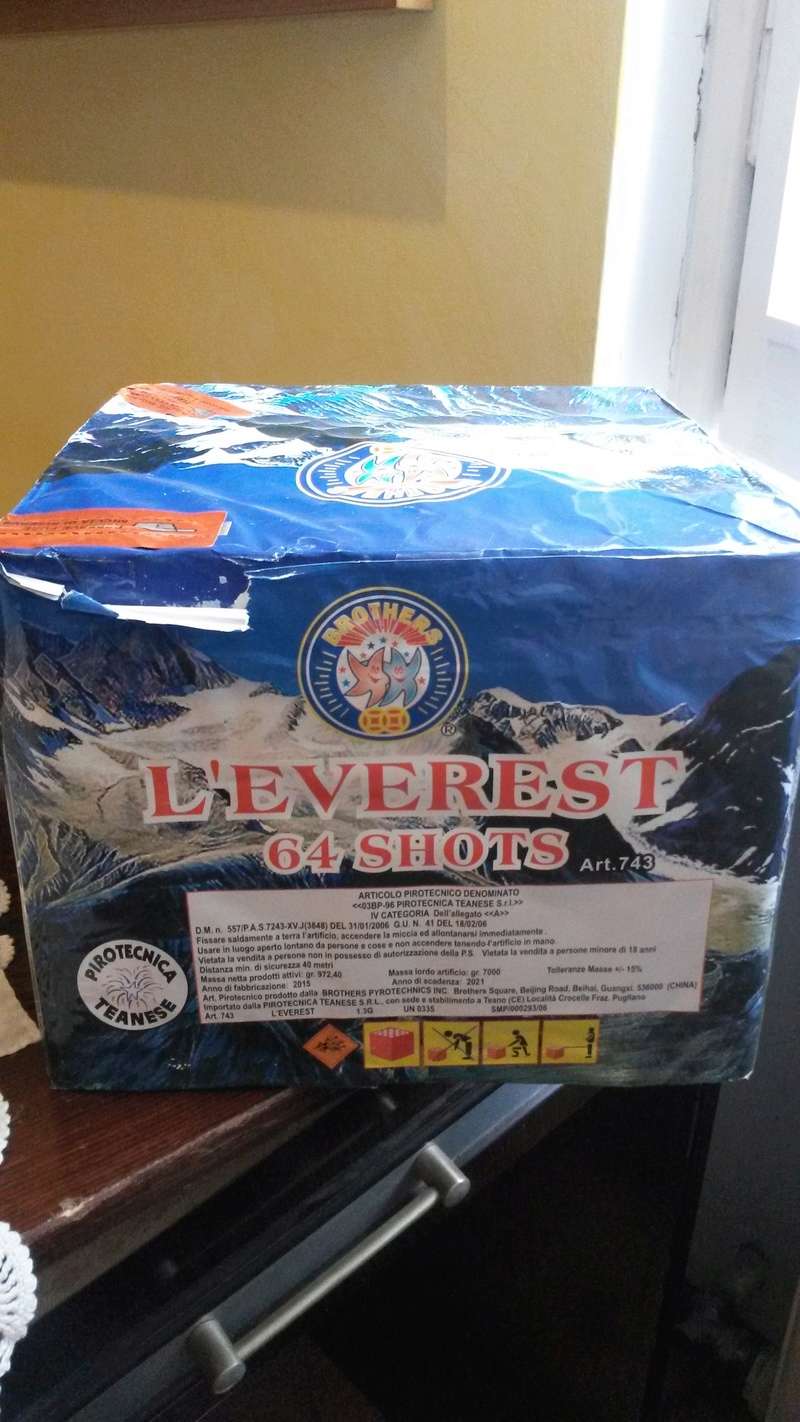 BROTHERS
®
L'EVEREST
64 SHOTS Art.743
ARTICOLO PIROTECNICO DENOMINATO
<<03BP-96 PIROTECNICA TEANESE S.r.l.>>
IV CATEGORIA Dell'allegato <<A>>
D.M. n. 557/P.A.S.7243-XV.J(3648) DEL 31/01/2006 G.U. N. 41 DEL 18/02/06
Fissare saldamente a terra l'artificio, accendere la miccia ed allontanarsi immediatamente.
Usare in luogo aperto lontano da persone e cose e non accendere tenendo l'artificio in mano.
Vietata la vendita a persone non in possesso di autorizzazione della P.S. Vietata la vendita a persone minore di 18 anni
Distanza min. di sicurezza 40 metri
Massa netta prodotti attivi: gr. 972,40 Massa lordo artificio: gr. 7000 Tolleranze Masse +/- 15%
Anno di fabbricazione: 2015 Anno di scadenza: 2021
Art. Pirotecnico prodotto dalla BROTHERS PYROTECHNICS INC. Brothers Square, Beijing Road, Beihai, Guangxi. 536000 (CHINA)
Importato dalla PIROTECNICA TEANESE S.R.L., con sede e stabilimento a Teano (CE) Località Crocelle Fraz. Pugliano
Art. 743 L'EVEREST 1.3G UN 0335 SMP/000293/06
PIROTECNICA
TEANESE